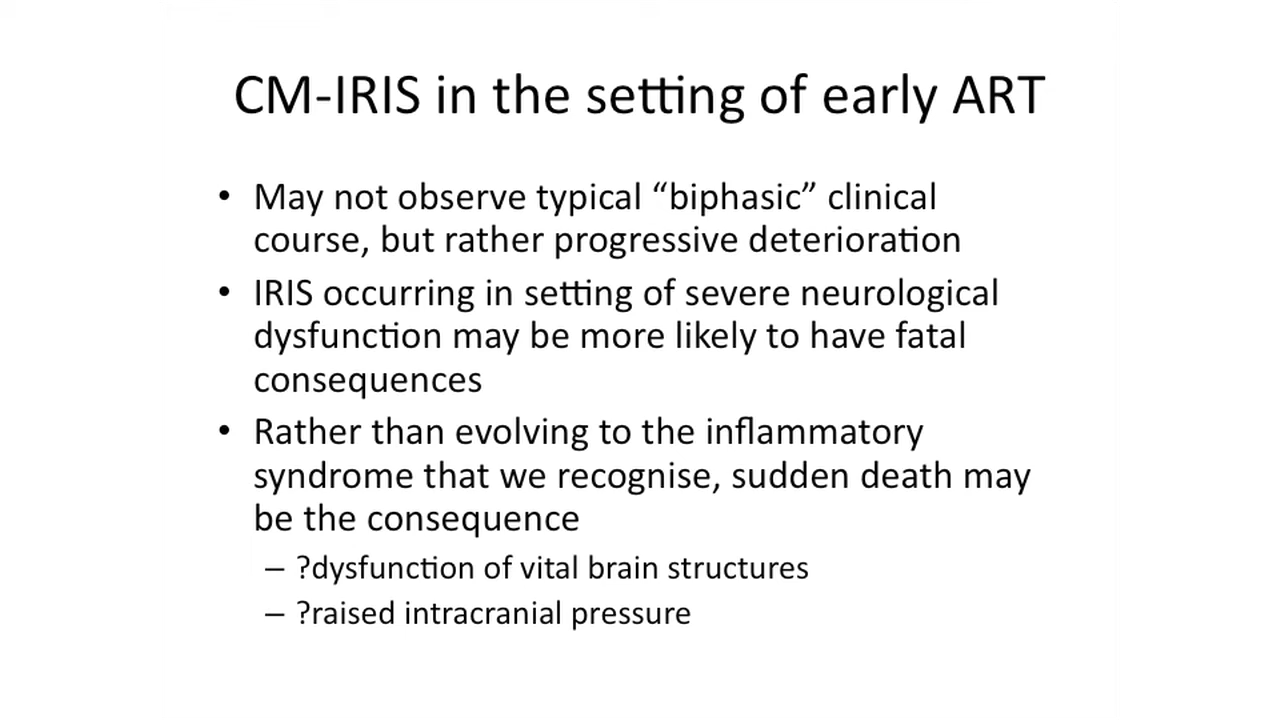 CM-IRIS in the setting of early ART
• May not observe typical “biphasic” clinical
course, but rather progressive deterioration
• IRIS occurring in setting of severe neurological
dysfunction may be more likely to have fatal
consequences
• Rather than evolving to the inflammatory
syndrome that we recognise, sudden death may
be the consequence
– ?dysfunction of vital brain structures
– ?raised intracranial pressure